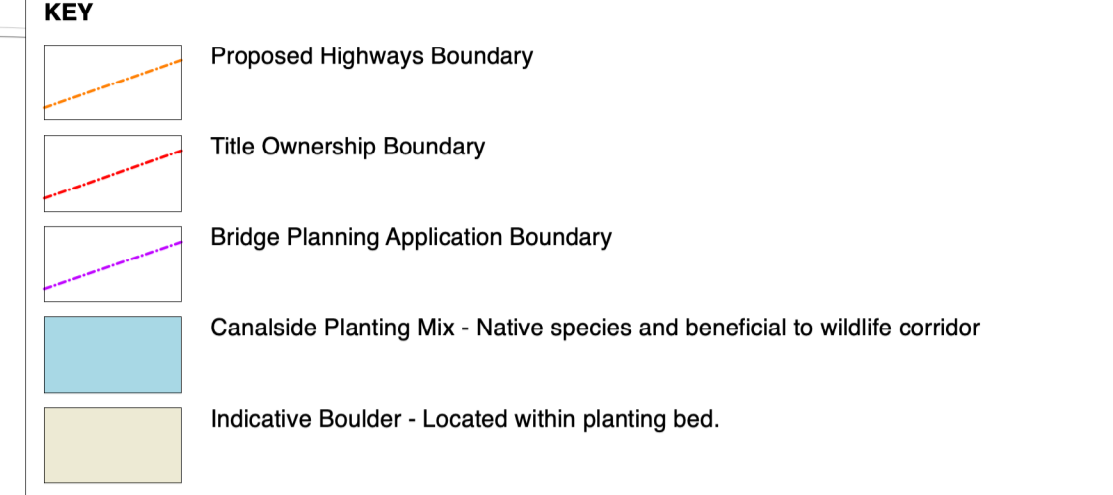 KEY
Proposed Highways Boundary
Title Ownership Boundary
Bridge Planning Application Boundary
Canalside Planting Mix - Native species and beneficial to wildlife corridor
Indicative Boulder - Located within planting bed.